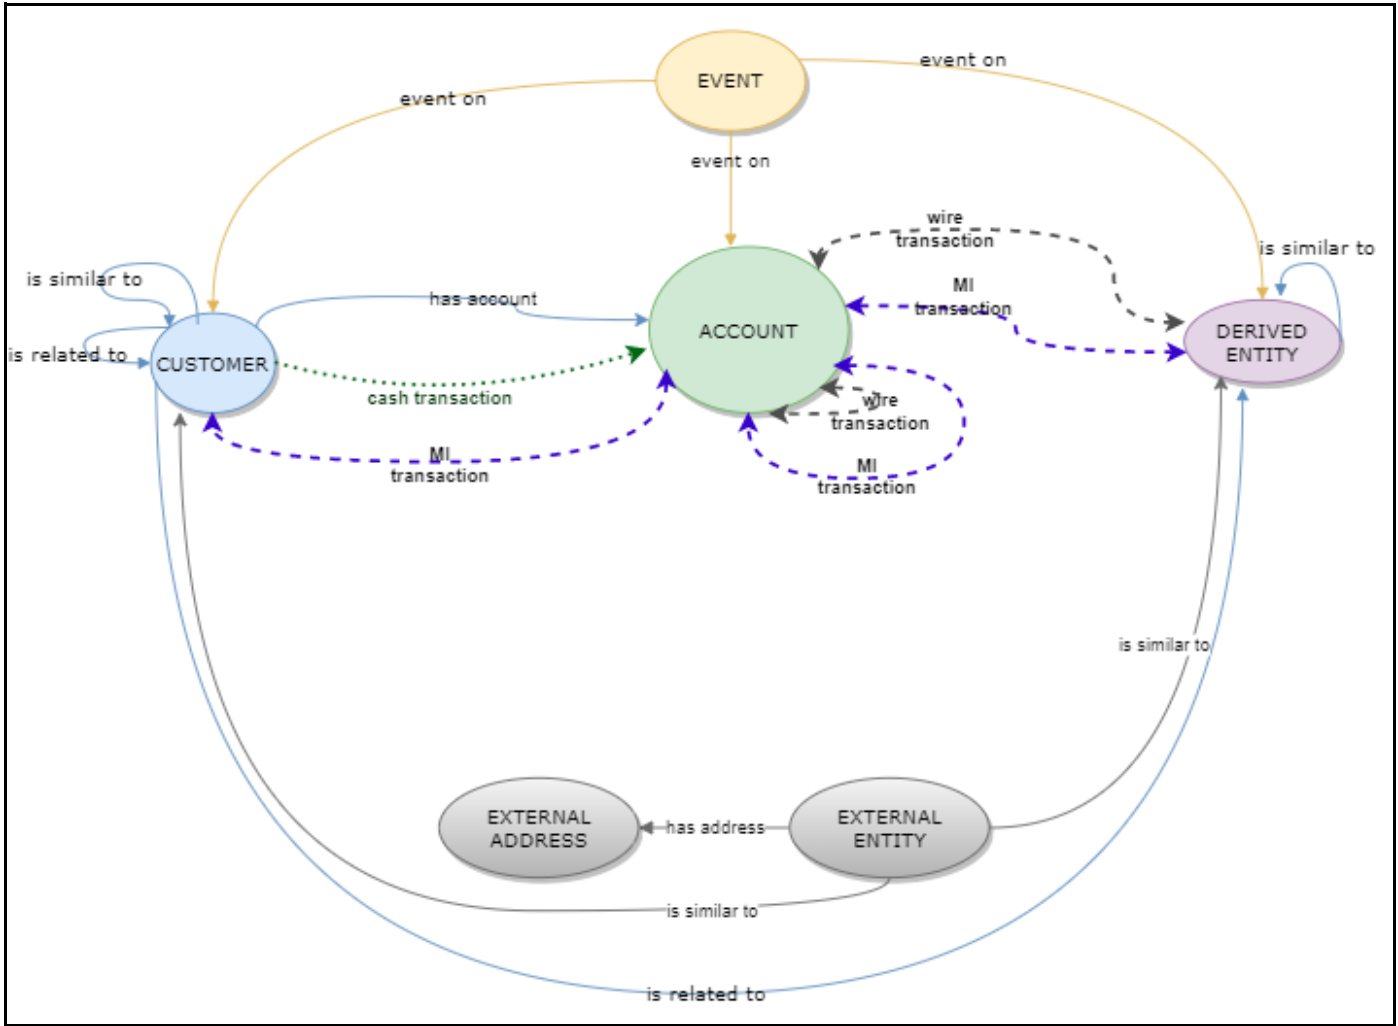 EVENT
event on
event on
event on
wire
transaction
is similar to
is similar to
MI
transaction
has account
ACCOUNT
DERIVED
ENTITY
is related to
CUSTOMER
cash transaction
wire
transaction
MI
transaction
MI
transaction
is similar to
EXTERNAL
ADDRESS
has address
EXTERNAL
ENTITY
is similar to
is related to